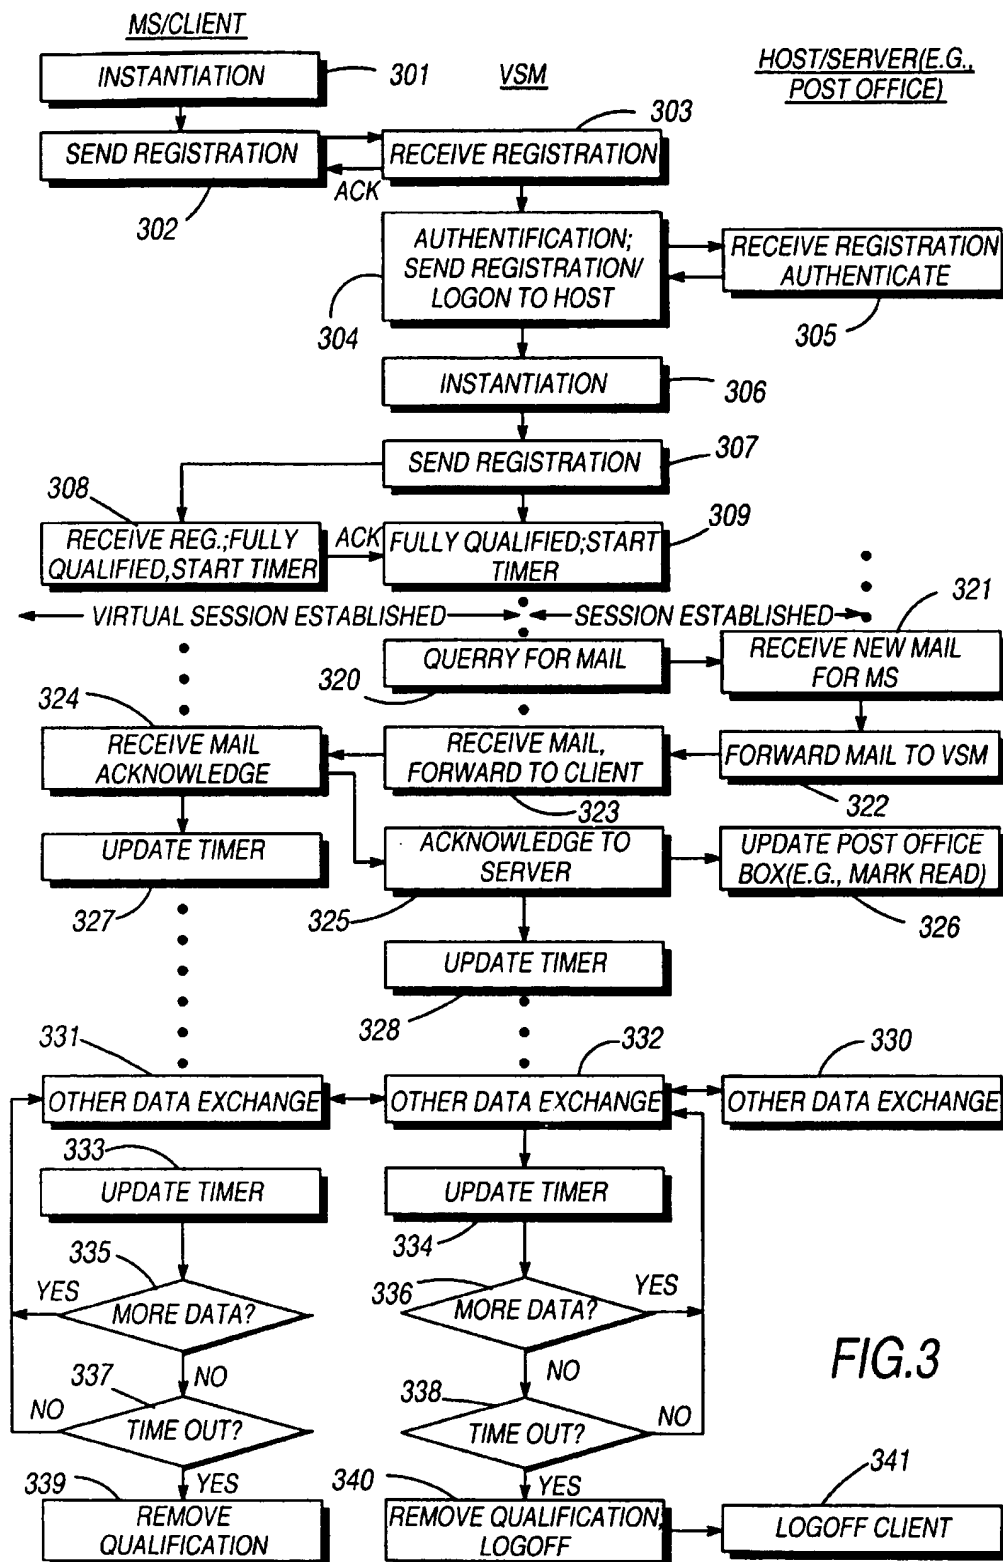 MS/CLIENT
VSM
HOST/SERVER(E.G.,
POST OFFICE)
INSTANTIATION
301
SEND REGISTRATION
302
ACK
303
RECEIVE REGISTRATION
AUTHENTIFICATION;
SEND REGISTRATION/
LOGON TO HOST
304
RECEIVE REGISTRATION
AUTHENTICATE
305
INSTANTIATION
306
SEND REGISTRATION
307
308
RECEIVE REG.;FULLY
QUALIFIED,START TIMER
ACK
FULLY QUALIFIED;START
TIMER
309
VIRTUAL SESSION ESTABLISHED
SESSION ESTABLISHED
321
QUERRY FOR MAIL
320
RECEIVE NEW MAIL
FOR MS
324
RECEIVE MAIL
ACKNOWLEDGE
RECEIVE MAIL,
FORWARD TO CLIENT
323
FORWARD MAIL TO VSM
322
UPDATE TIMER
327
ACKNOWLEDGE TO
SERVER
325
UPDATE POST OFFICE
BOX(E.G., MARK READ)
326
UPDATE TIMER
328
331
332
330
OTHER DATA EXCHANGE
OTHER DATA EXCHANGE
OTHER DATA EXCHANGE
333
UPDATE TIMER
UPDATE TIMER
334
335
YES
MORE DATA?
NO
336
MORE DATA?
YES
NO
337
NO
TIME OUT?
YES
338
TIME OUT?
NO
YES
FIG.3
339
REMOVE
QUALIFICATION
340
REMOVE QUALIFICATION,
LOGOFF
341
LOGOFF CLIENT